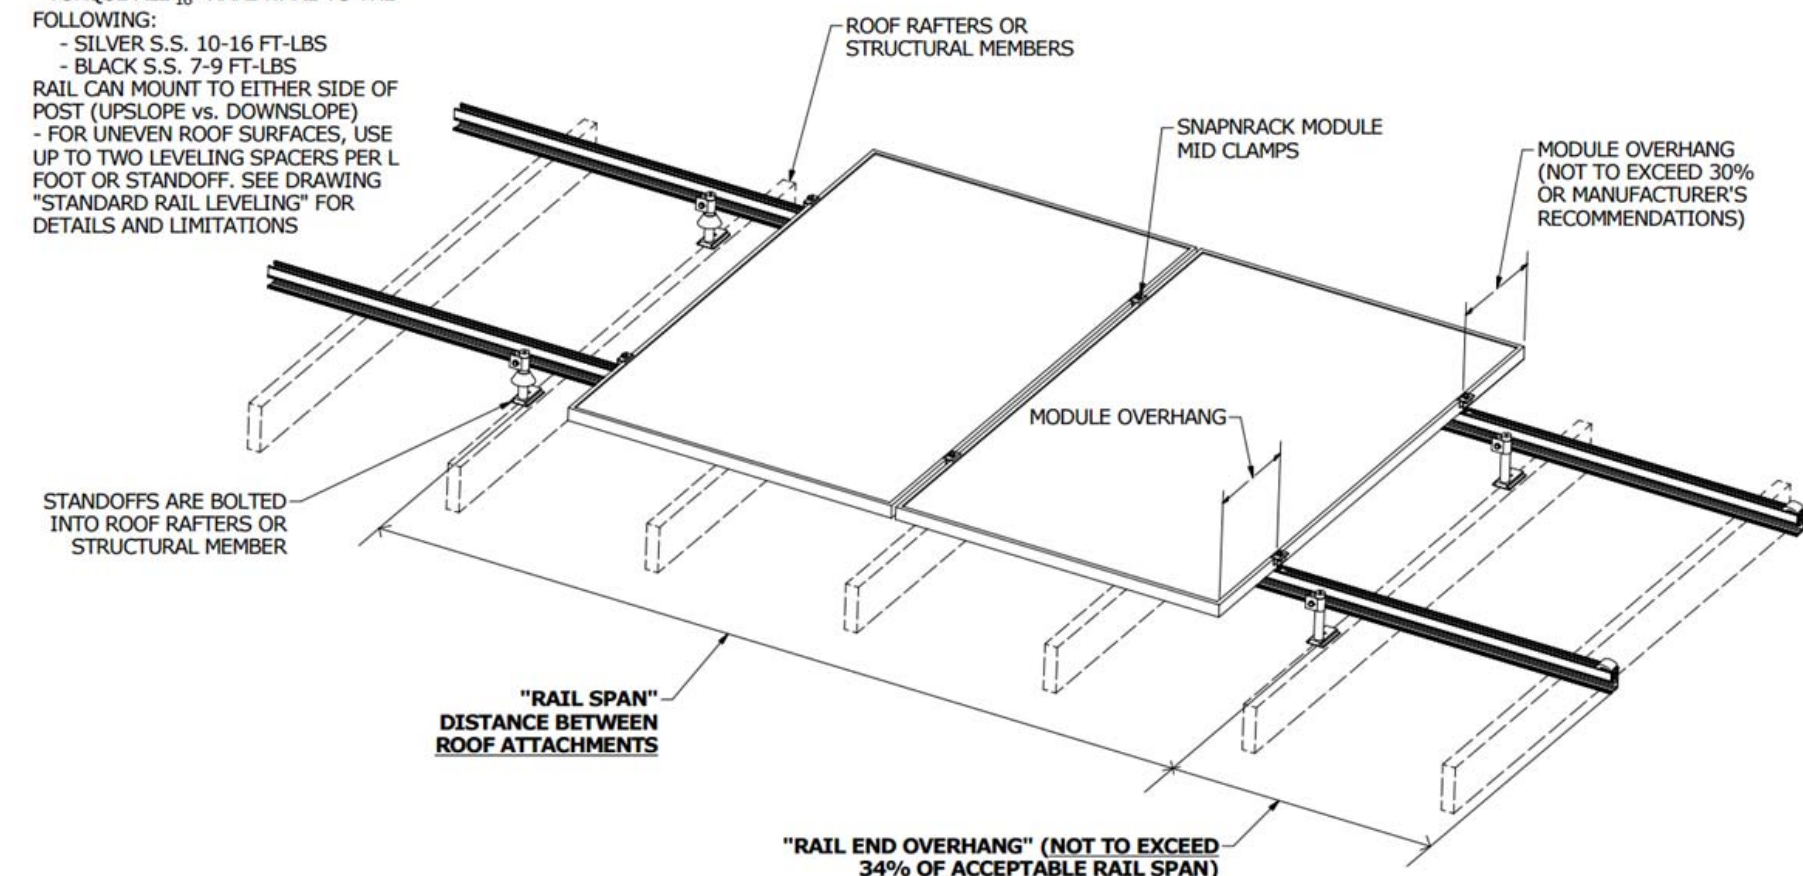 FOLLOWING:
- SILVER S.S. 10-16 FT-LBS
- BLACK S.S. 7-9 FT-LBS
RAIL CAN MOUNT TO EITHER SIDE OF
POST (UPSLOPE vs. DOWNSLOPE)
- FOR UNEVEN ROOF SURFACES, USE
UP TO TWO LEVELING SPACERS PER L
FOOT OR STANDOFF. SEE DRAWING
"STANDARD RAIL LEVELING" FOR
DETAILS AND LIMITATIONS
ROOF RAFTERS OR
STRUCTURAL MEMBERS
SNAPNRACK MODULE
MID CLAMPS
MODULE OVERHANG
(NOT TO EXCEED 30%
OR MANUFACTURER'S
RECOMMENDATIONS)
MODULE OVERHANG
STANDOFFS ARE BOLTED
INTO ROOF RAFTERS OR
STRUCTURAL MEMBER
"RAIL SPAN"
DISTANCE BETWEEN
ROOF ATTACHMENTS
"RAIL END OVERHANG" (NOT TO EXCEED
34% OF ACCEPTABLE RAIL SPAN)